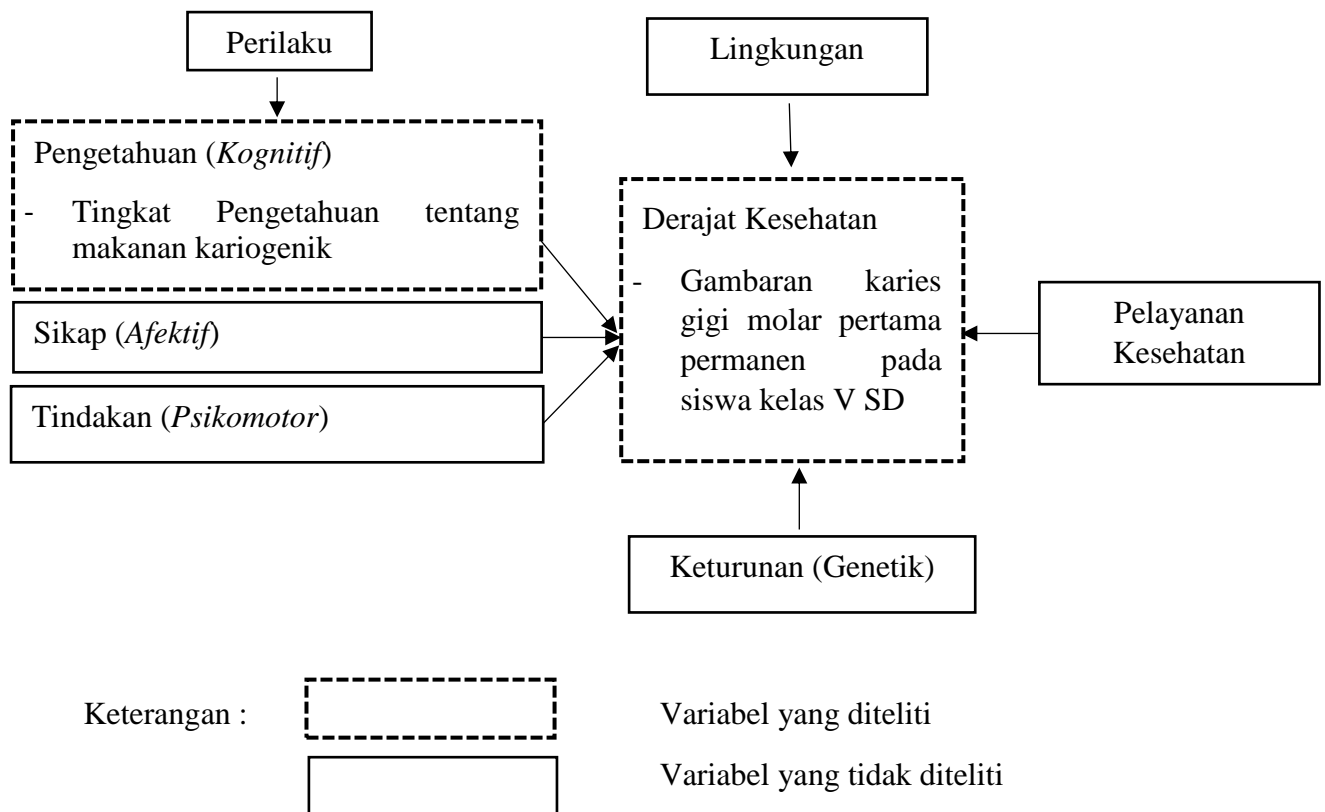 Perilaku
Lingkungan
Pengetahuan (Kognitif)
- Tingkat Pengetahuan tentang
makanan kariogenik
Sikap (Afektif)
Tindakan (Psikomotor)
Derajat Kesehatan
- Gambaran karies
gigi molar pertama
permanen pada
siswa kelas V SD
Pelayanan
Kesehatan
Keturunan (Genetik)
Keterangan :
Variabel yang diteliti
Variabel yang tidak diteliti